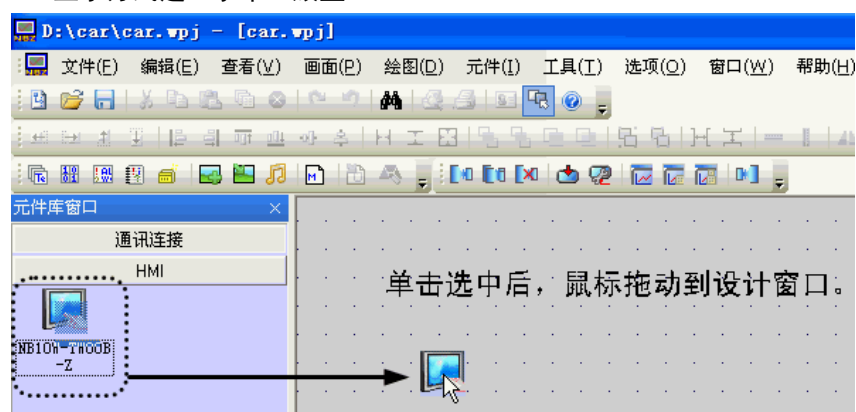 D:\car\car.wpj - [car.wpj]
文件(F) 编辑(E) 查看(V) 画面(P) 绘图(D) 元件(I) 工具(T) 选项(O) 窗口(W) 帮助(H)
元件库窗口
通讯连接
HMI
单击选中后，鼠标拖动到设计窗口。
NB10W-TW00B
-Z